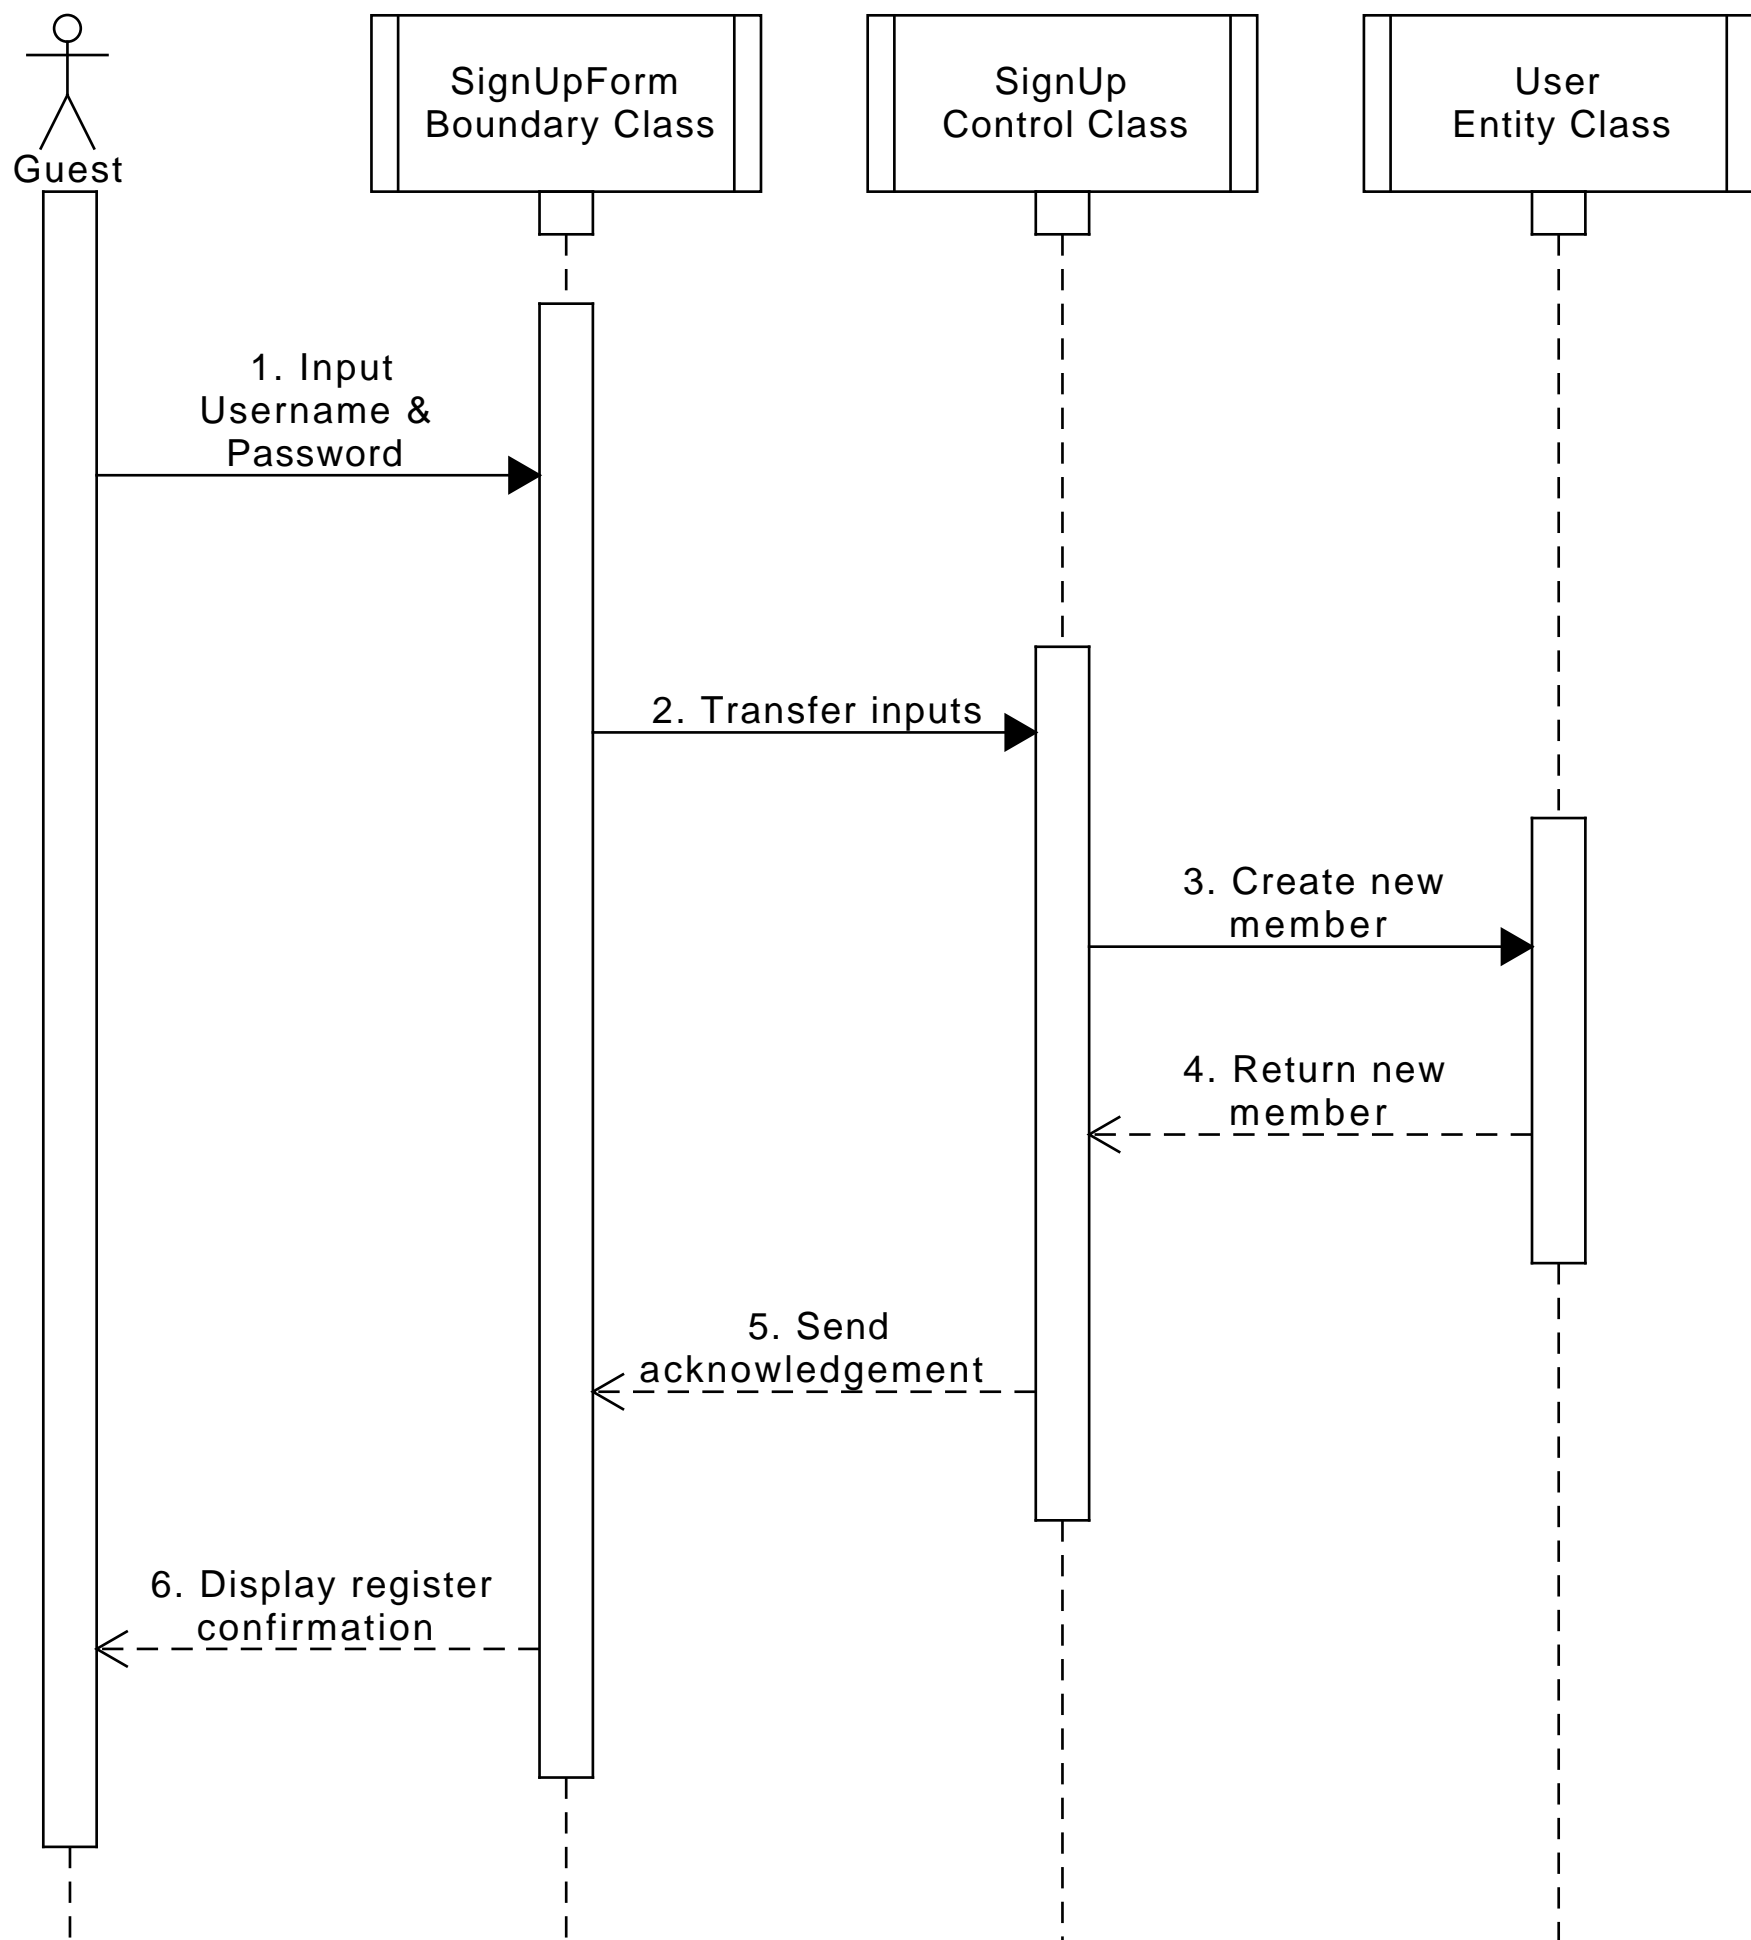 SignUpForm
Boundary Class
SignUp
Control Class
User
Entity Class
Guest
1. Input
Username &
Password
2. Transfer inputs
3. Create new
member
4. Return new
member
5. Send
acknowledgement
6. Display register
confirmation